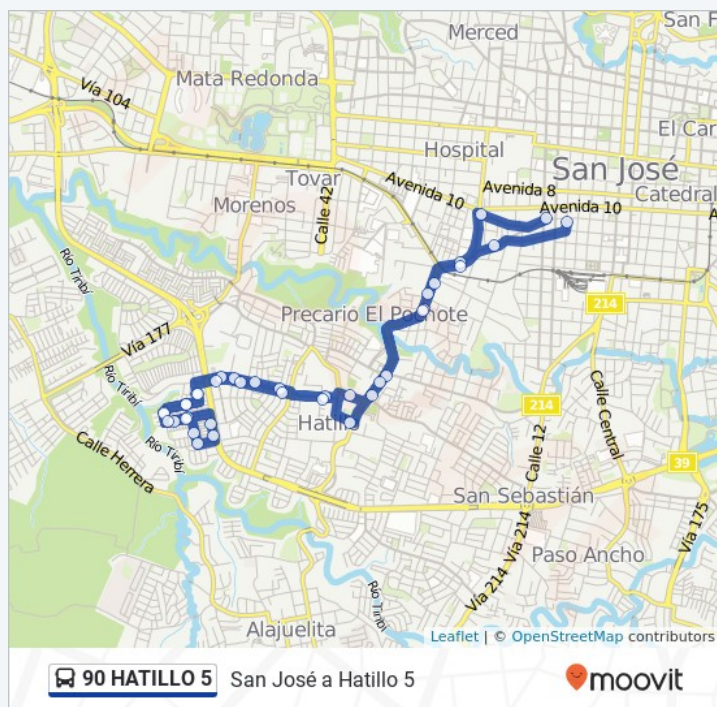 San F
Merced
Mata Redonda
Vía 104
El Car
Hospital
San José
Tovar
Avenida 10
Avenida 8
Catedral
Morenos
Calle 42
Avenida 10
A
Río Tiribí
Precario El Pochote
214
Vía 177
Río Tiribí
214
Calle Central
Hatillo
Río Tiribí
Calle 12
Calle Herrera
39
San Sebastián
Vía 214
Vía 175
Paso Ancho
Vía 214
Río Tiribí
Alajuelita
Leaflet | © OpenStreetMap contributors
90 HATILLO 5 San José a Hatillo 5 moovit